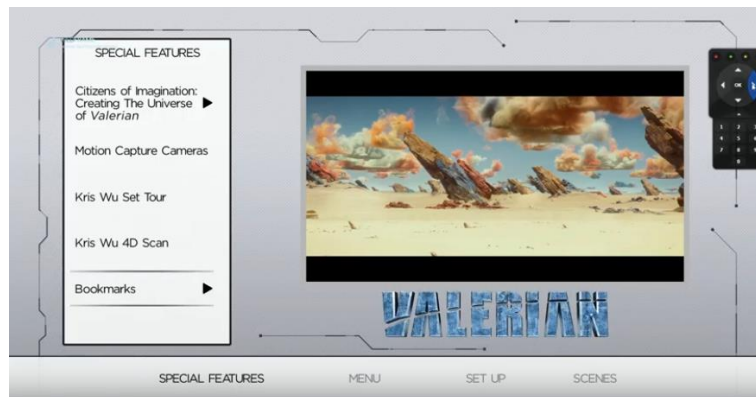 SPECIAL FEATURES
Citizens of Imagination:
Creating The Universe
of Valerian
Motion Capture Cameras
Kris Wu Set Tour
Kris Wu 4D Scan
Bookmarks
OK
VALERIAN
SPECIAL FEATURES MENU SET UP SCENES